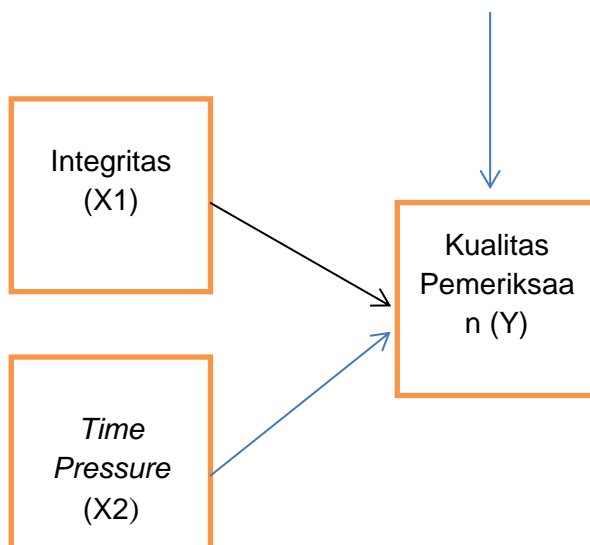 Integritas
(X1)
Kualitas
Pemeriksaa
n (Y)
Time
Pressure
(X2)